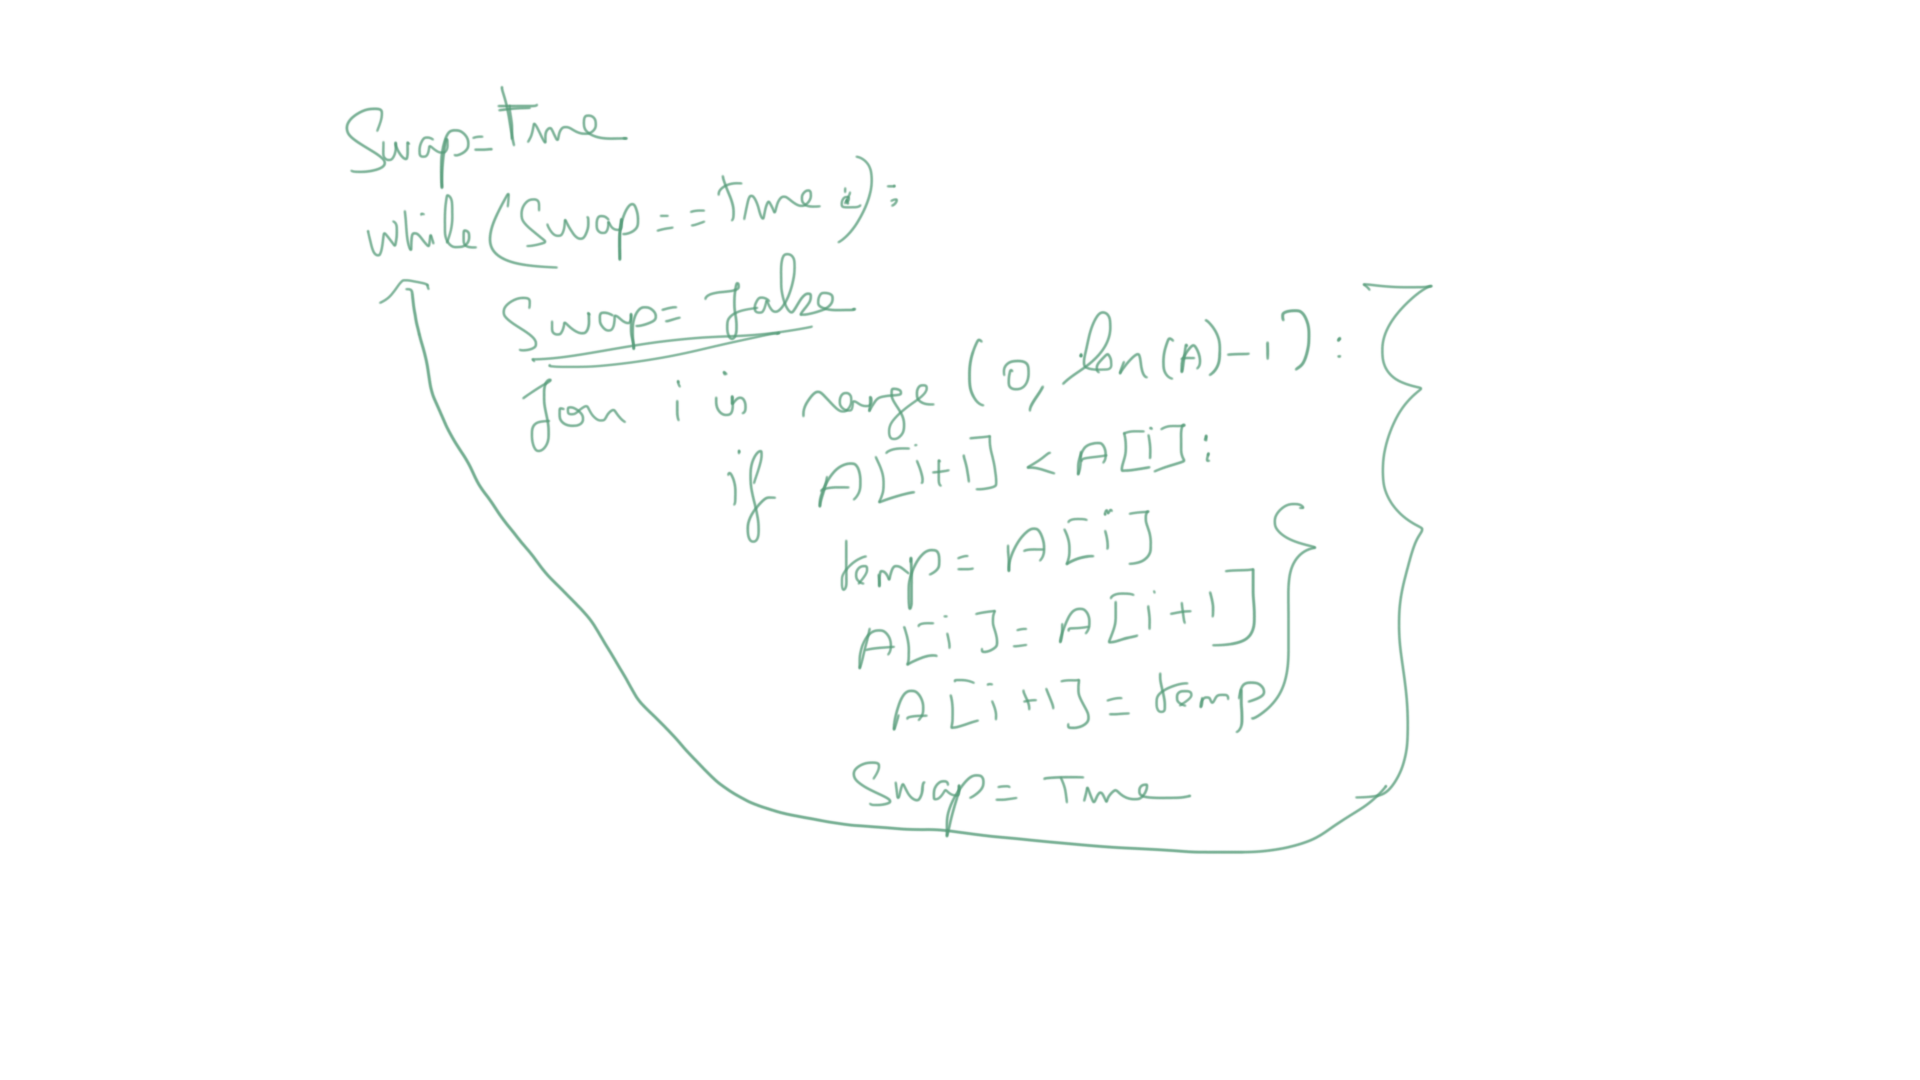 Swap=True
while(Swap==True):
Swap=False
for i in range (0, len(A)-1):
if A[i+1] < A[i]:
temp= A[i]
A[i]= A[i+1]
A[i+1]= temp
Swap= True